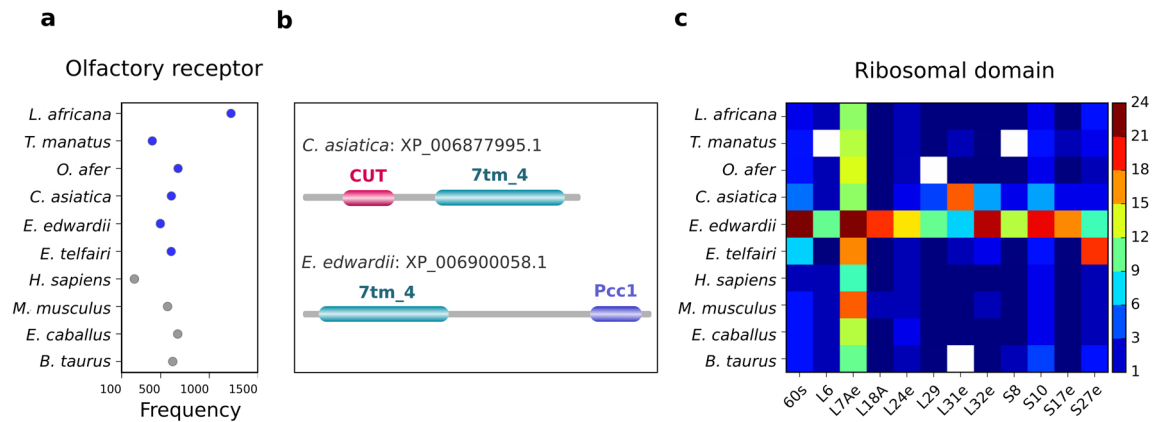 a
Olfactory receptor
L. africana
T. manatus
O. afer
C. asiatica
E. edwardii
E. telfairi
H. sapiens
M. musculus
E. caballus
B. taurus
100 500 1000 1500
Frequency
b
C. asiatica: XP_006877995.1
CUT 7tm_4
E. edwardii: XP_006900058.1
7tm_4 Pcc1
c
Ribosomal domain
L. africana
T. manatus
O. afer
C. asiatica
E. edwardii
E. telfairi
H. sapiens
M. musculus
E. caballus
B. taurus
60s L6 L7Ae L18A L24e L29 L31e L32e S8 S10 S17e S27e
24
21
18
15
12
9
6
3
1